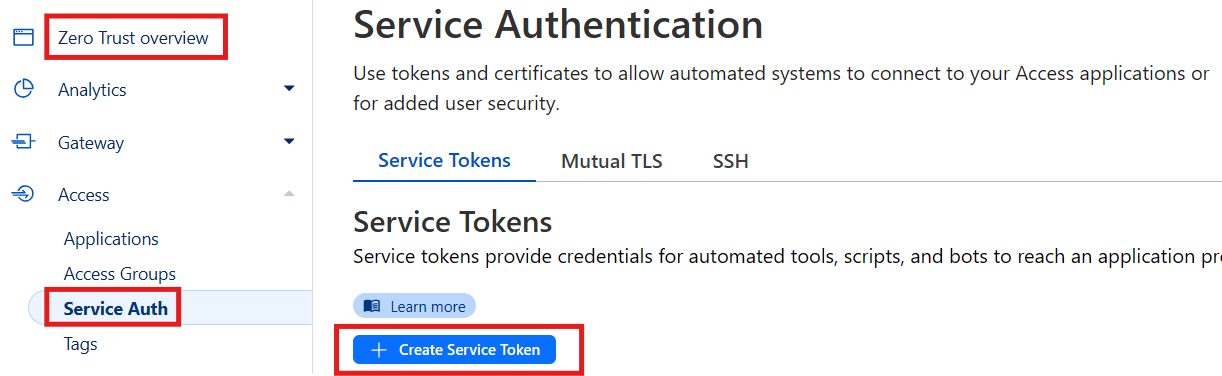 Zero Trust overview
Analytics
Gateway
Access
Applications
Access Groups
Service Auth
Tags
Service Authentication
Use tokens and certificates to allow automated systems to connect to your Access applications or
for added user security.
Service Tokens Mutual TLS SSH
Service Tokens
Service tokens provide credentials for automated tools, scripts, and bots to reach an application
Learn more
Create Service Token